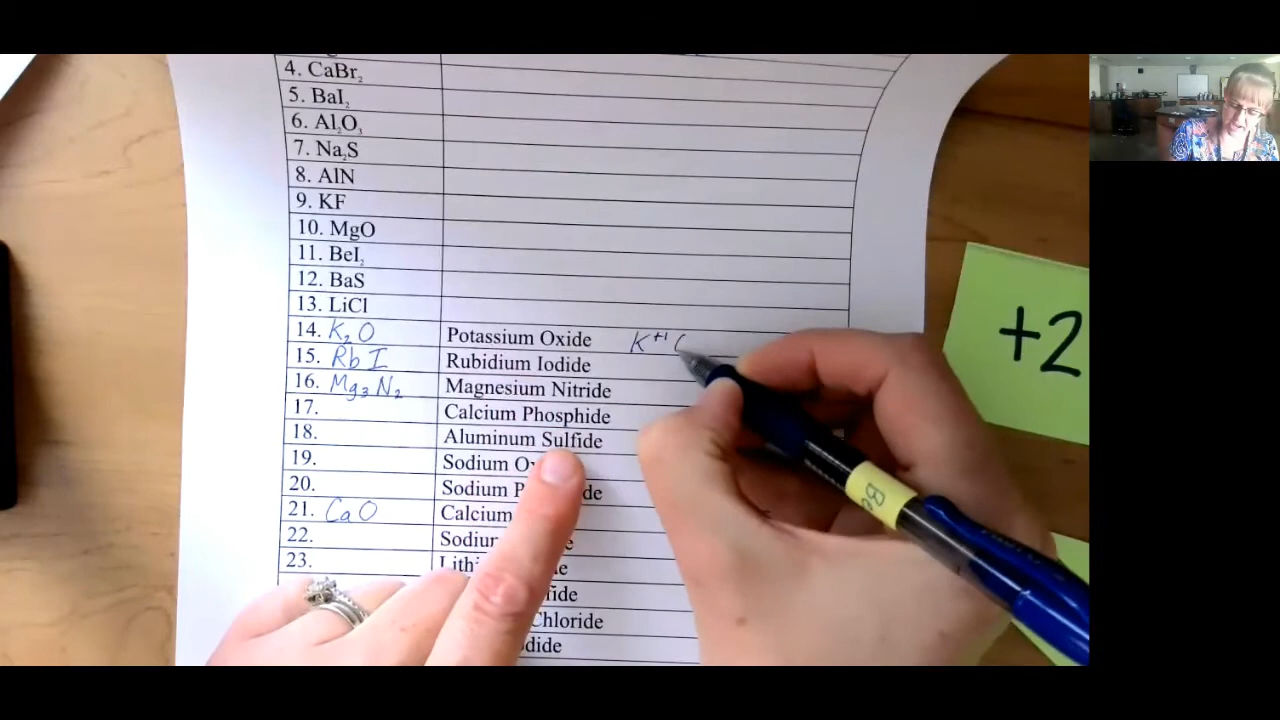 4. CaBr₂
5. BaI₂
6. Al₂O₃
7. Na₂S
8. AlN
9. KF
10. MgO
11. BeI₂
12. BaS
13. LiCl
14. K₂O Potassium Oxide K⁺¹
15. RbI Rubidium Iodide
16. Mg₃N₂ Magnesium Nitride
17. Calcium Phosphide
18. Aluminum Sulfide
19. Sodium
20. Sodium
21. CaO Calcium
22.
23.
Chloride
+2